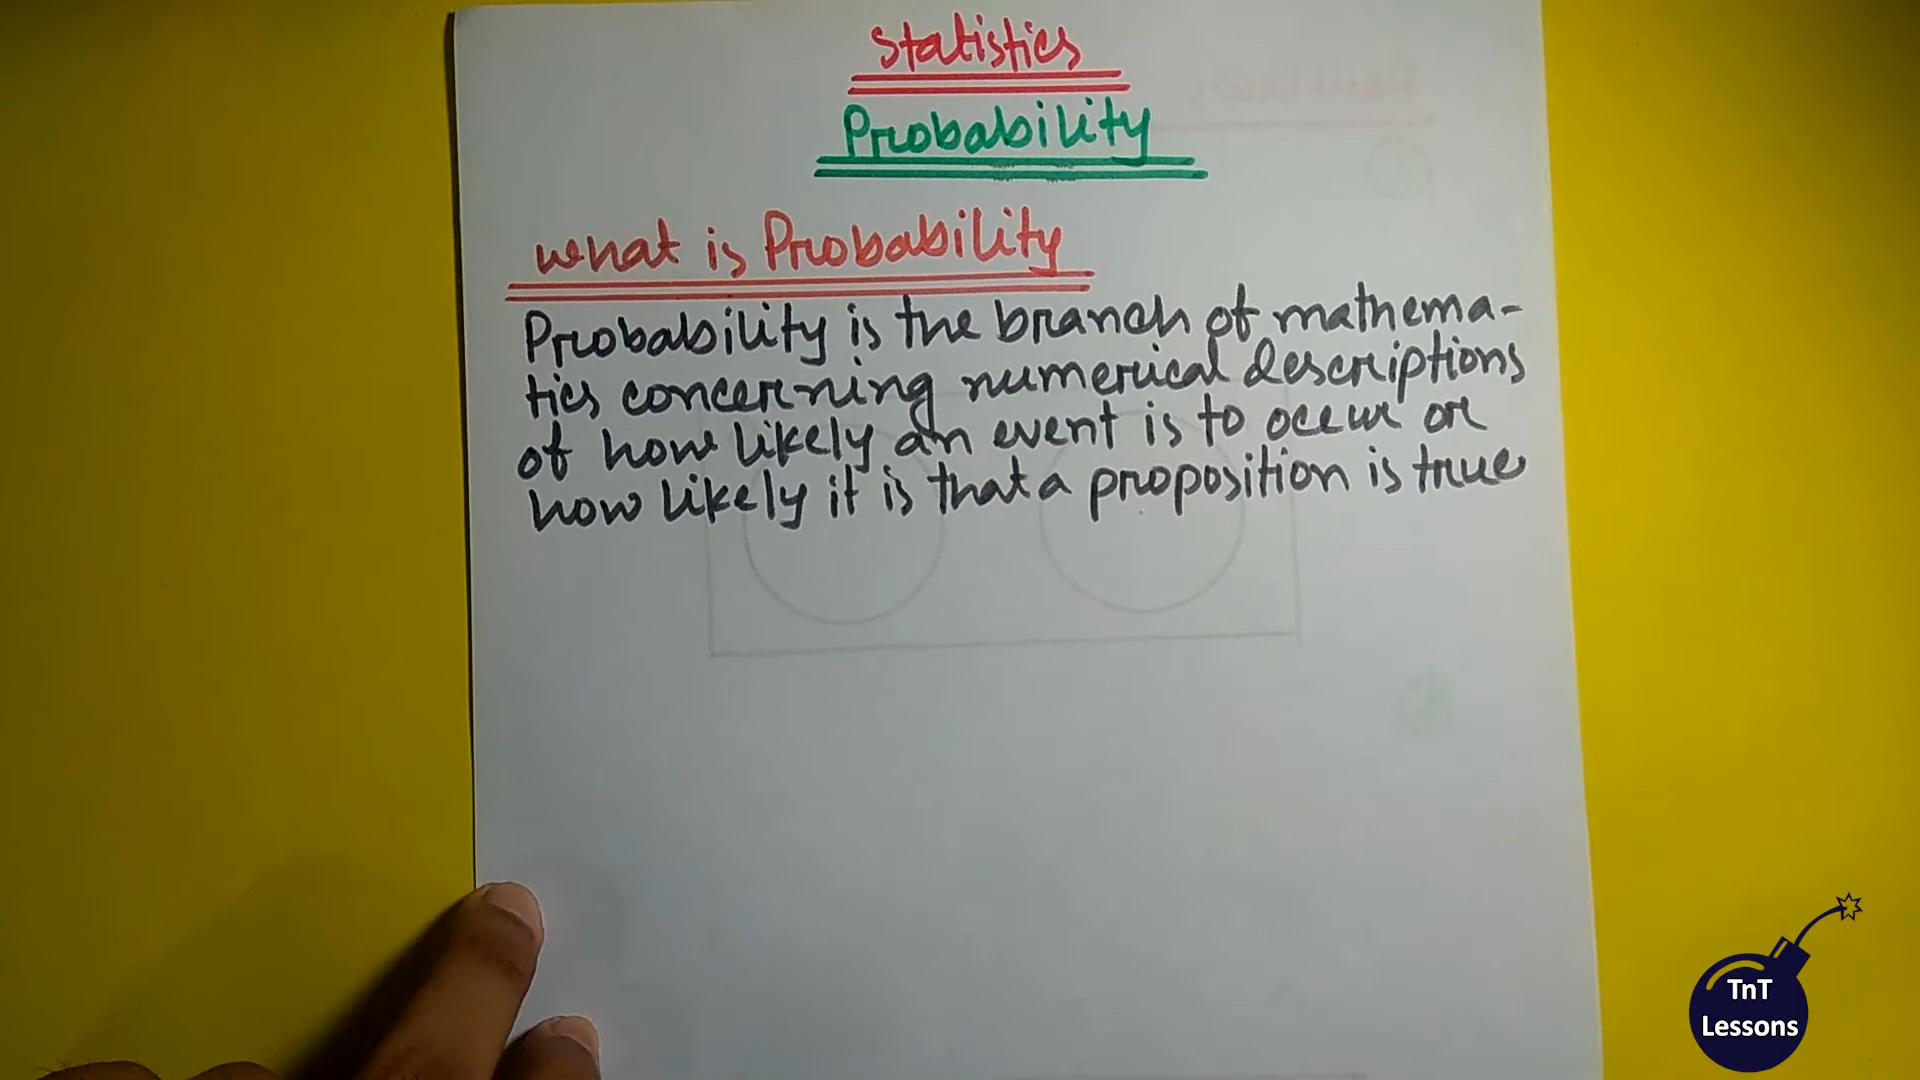 Statistics
Probability
what is Probability
Probability is the branch of mathema-
tics concerning numerical descriptions
of how likely an event is to occur or
how likely it is that a proposition is true
TnT
Lessons